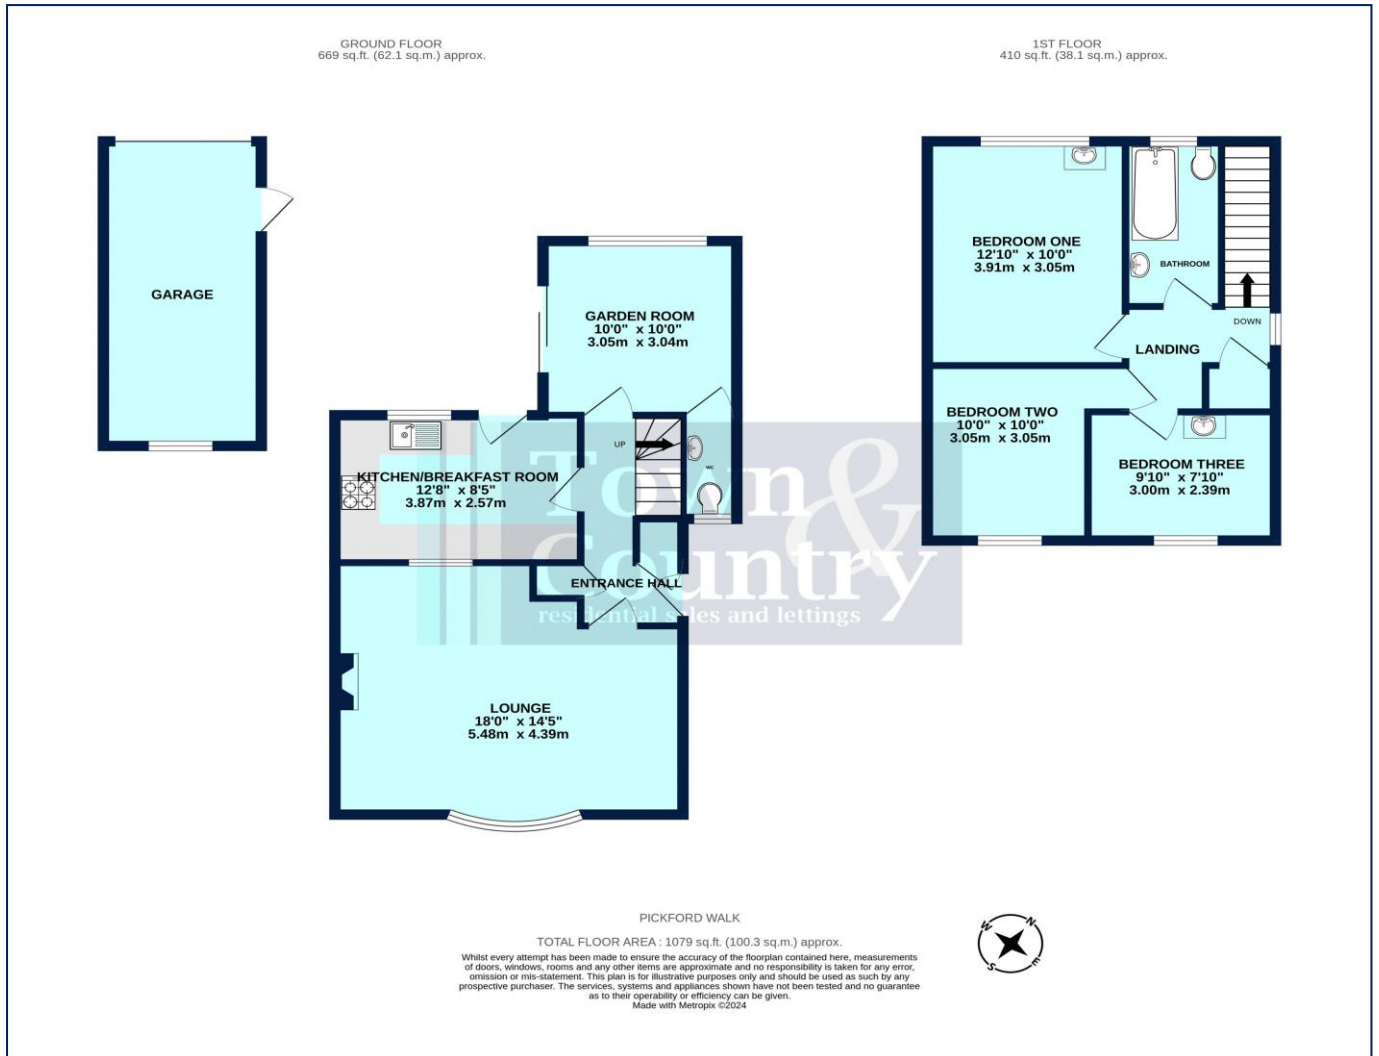 GROUND FLOOR
669 sq.ft. (62.1 sq.m.) approx.
1ST FLOOR
410 sq.ft. (38.1 sq.m.) approx.
GARAGE
GARDEN ROOM
10'0" x 10'0"
3.05m x 3.04m
UP
WC
KITCHEN/BREAKFAST ROOM
12'8" x 8'5"
3.87m x 2.57m
ENTRANCE HALL
LOUNGE
18'0" x 14'5"
5.48m x 4.39m
BEDROOM ONE
12'10" x 10'0"
3.91m x 3.05m
BATHROOM
DOWN
LANDING
BEDROOM TWO
10'0" x 10'0"
3.05m x 3.05m
BEDROOM THREE
9'10" x 7'10"
3.00m x 2.39m
Town &
Country
residential sales and lettings
PICKFORD WALK
TOTAL FLOOR AREA : 1079 sq.ft. (100.3 sq.m.) approx.
Whilst every attempt has been made to ensure the accuracy of the floorplan contained here, measurements
of doors, windows, rooms and any other items are approximate and no responsibility is taken for any error,
omission or mis-statement. This plan is for illustrative purposes only and should be used as such by any
prospective purchaser. The services, systems and appliances shown have not been tested and no guarantee
as to their operability or efficiency can be given.
Made with Metropix ©2024
N
E
S
W